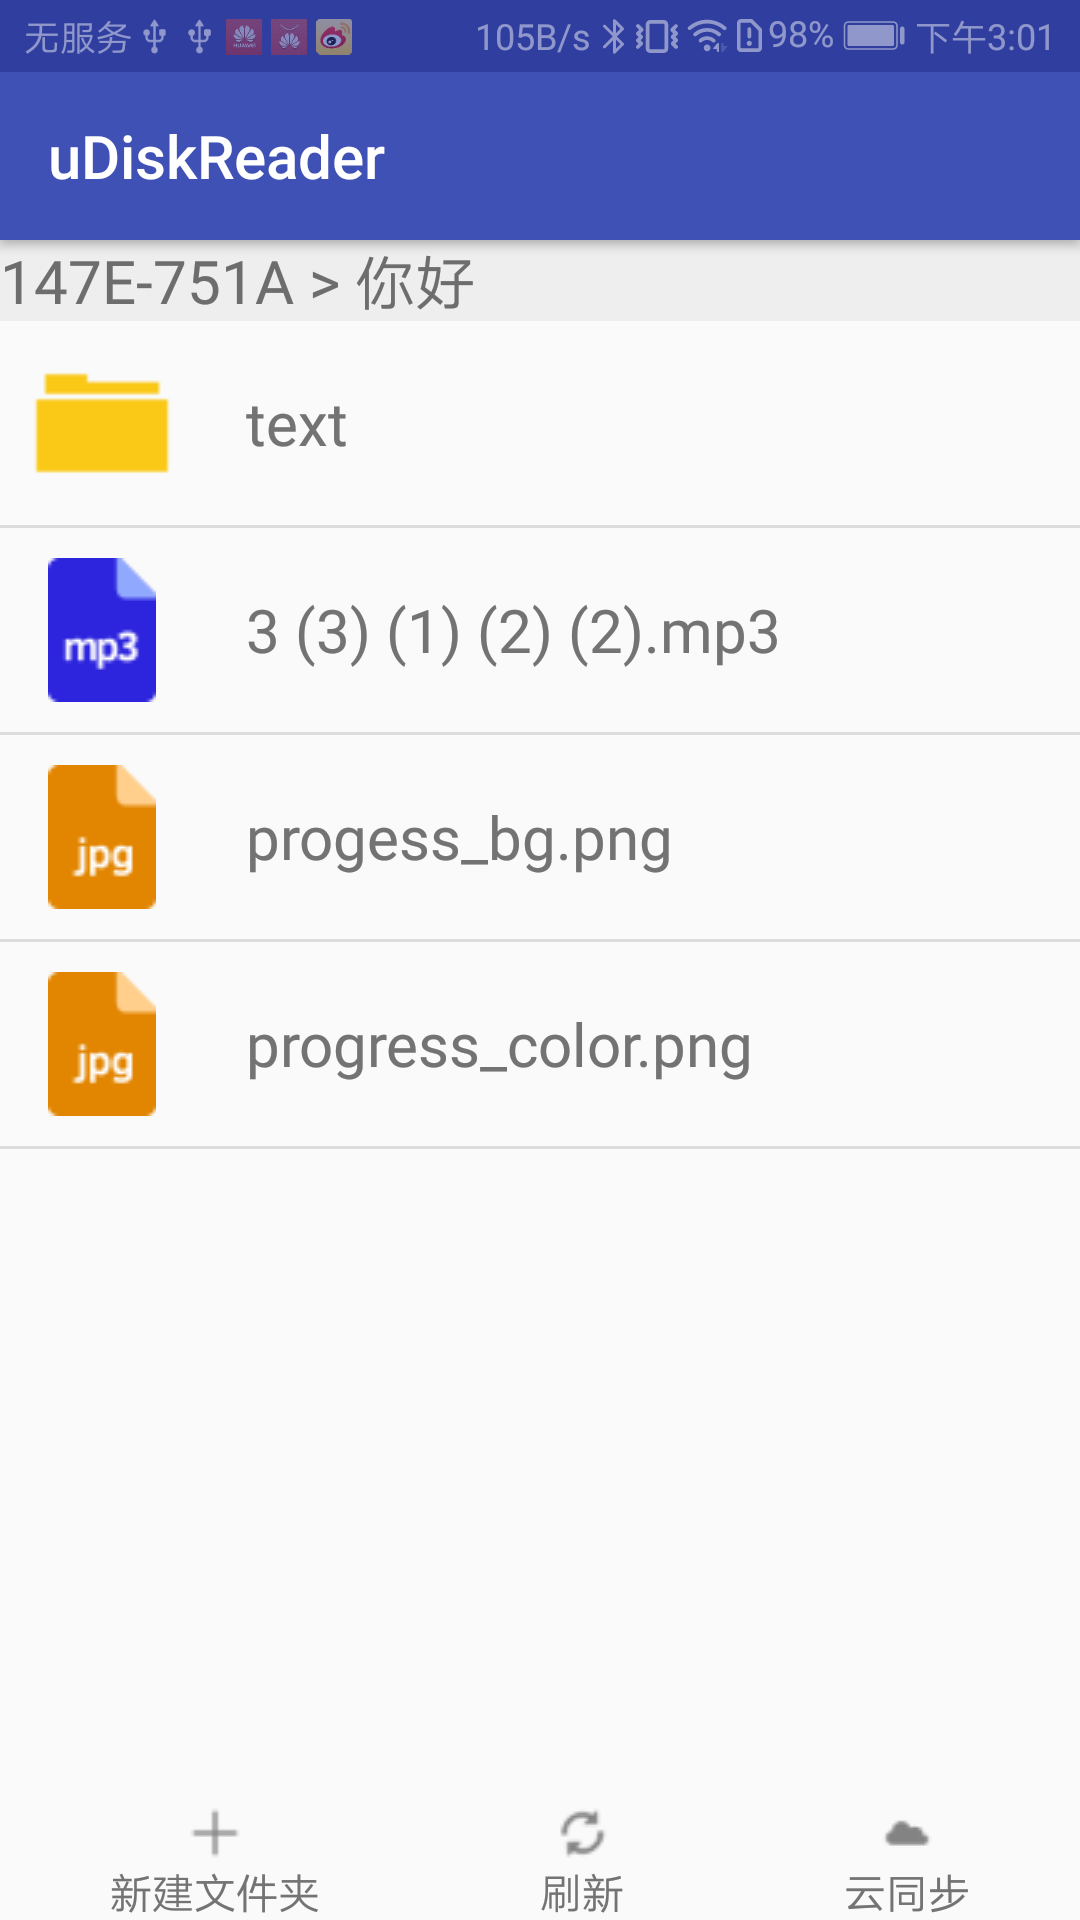 无服务 105B/s 98% 下午3:01
uDiskReader
147E-751A > 你好
text
mp3 3 (3) (1) (2) (2).mp3
jpg progess_bg.png
jpg progress_color.png
新建文件夹 刷新 云同步